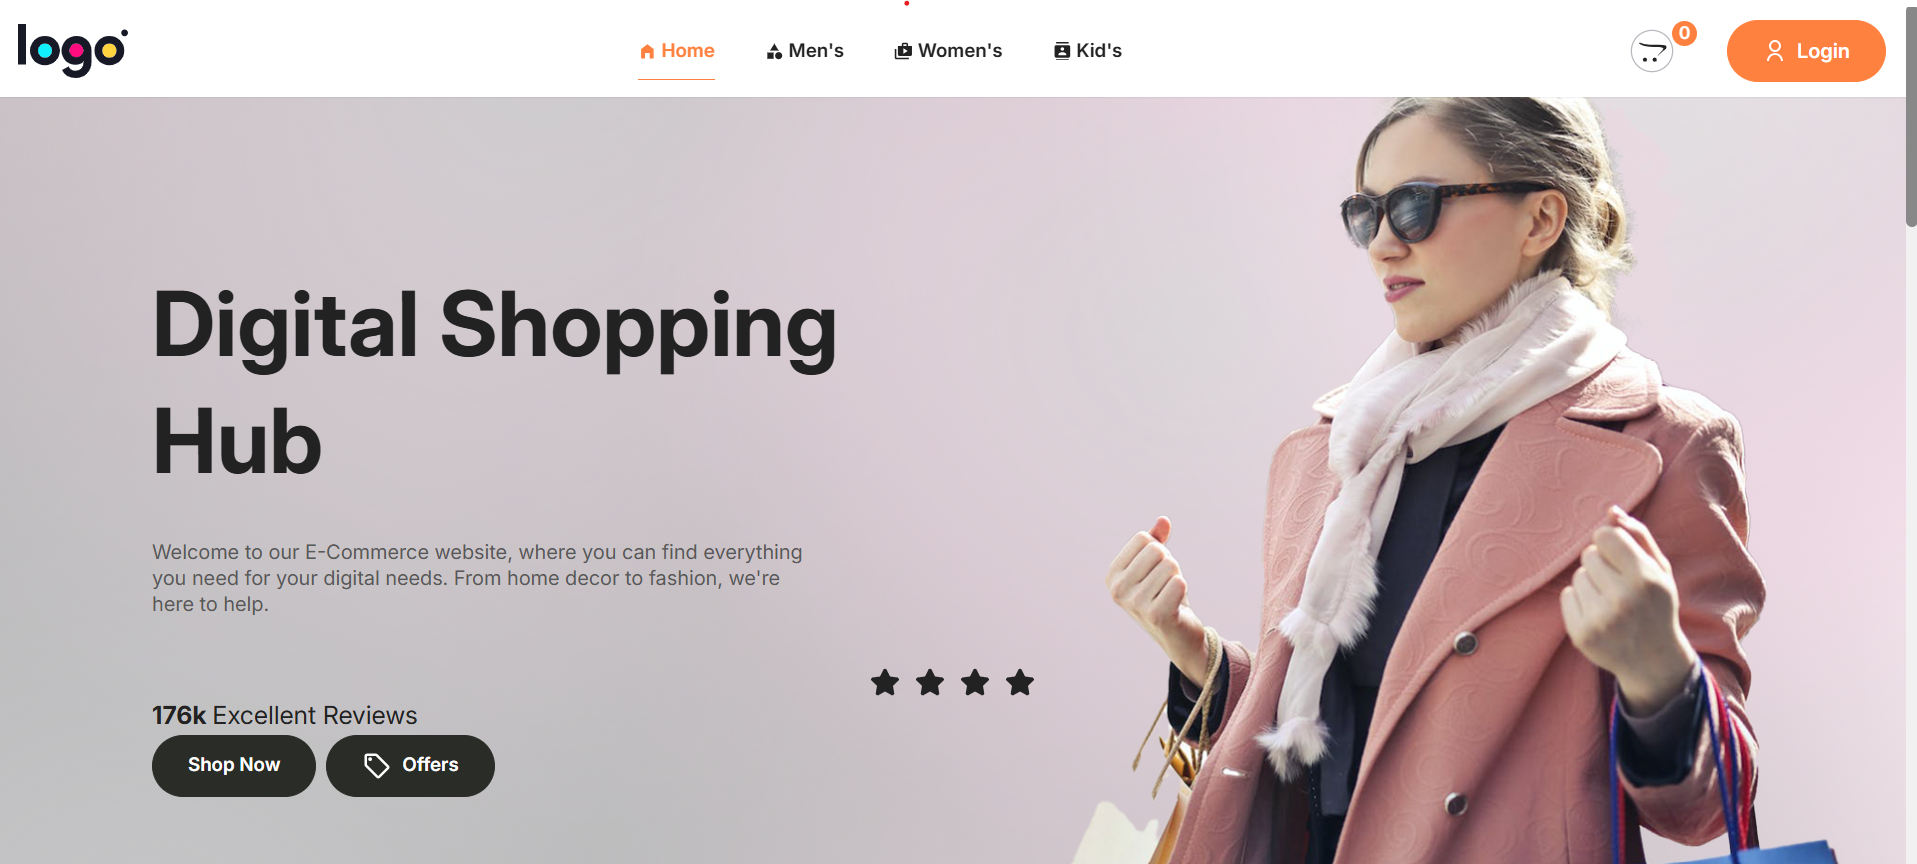 logo
Home
Men's
Women's
Kid's
0
Login
Digital Shopping
Hub
Welcome to our E-Commerce website, where you can find everything
you need for your digital needs. From home decor to fashion, we're
here to help.
176k Excellent Reviews
Shop Now
Offers